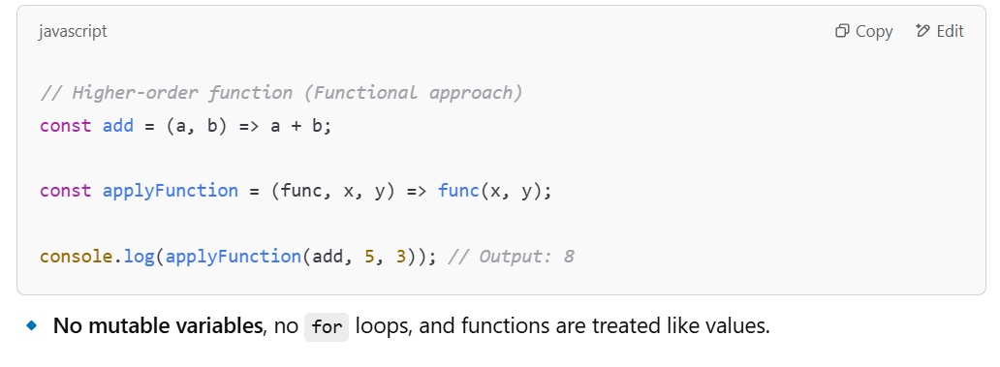 javascript
Copy
Edit
// Higher-order function (Functional approach)
const add = (a, b) => a + b;
const applyFunction = (func, x, y) => func(x, y);
console.log(applyFunction(add, 5, 3)); // Output: 8
No mutable variables, no for loops, and functions are treated like values.